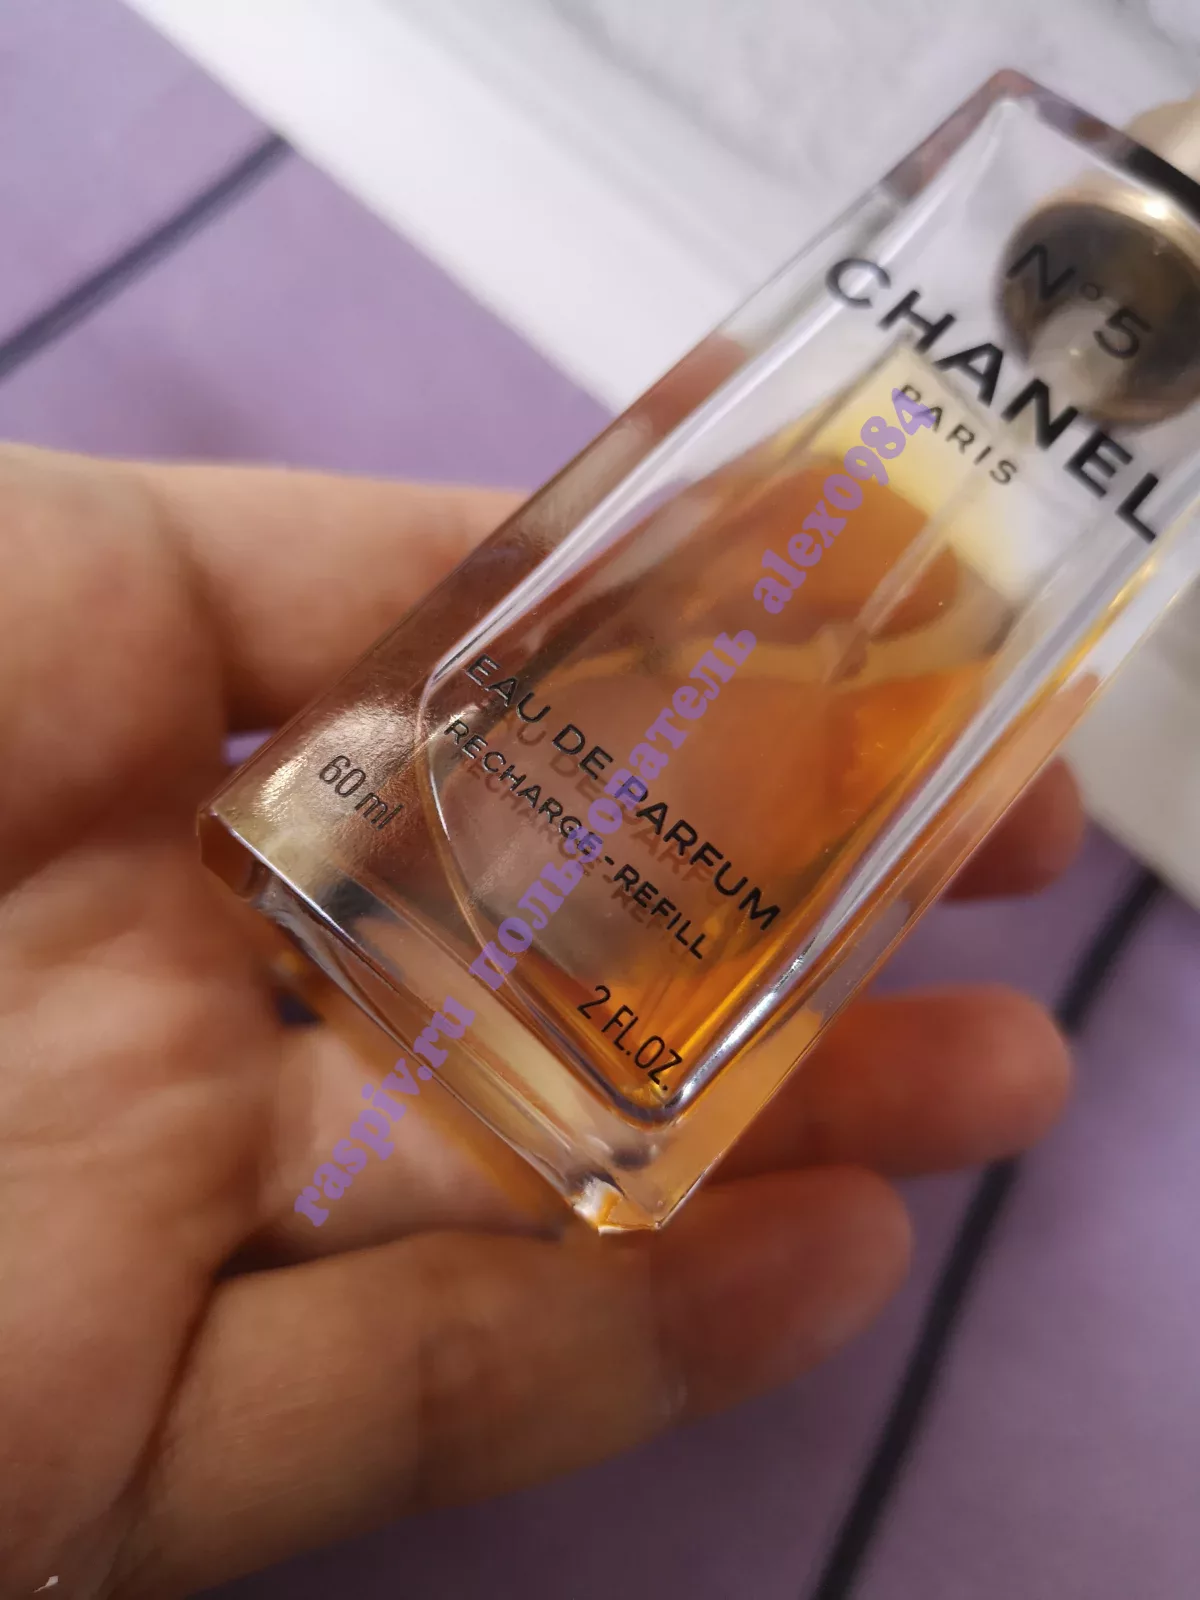 N°5
CHANEL
PARIS
EAU DE PARFUM
RECHARGE-REFILL
60 ml
2 FL.OZ.
raspiv.ru пользователь alex0984